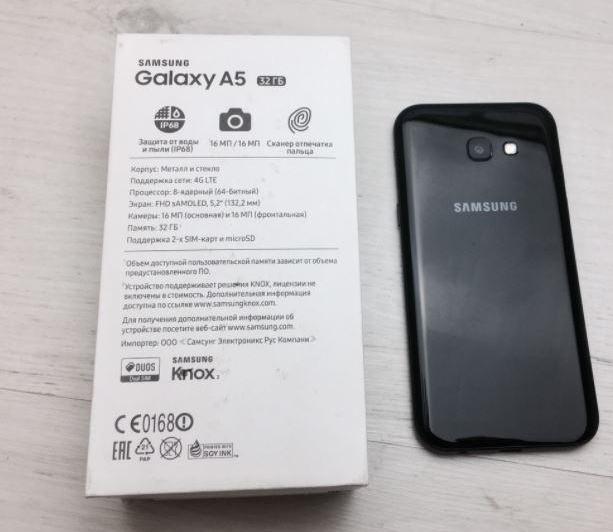 SAMSUNG
Galaxy A5 32 ГБ
IP68
Защита от воды
и пыли (IP68)
16 МП / 16 МП
Сканер отпечатка
пальца
Корпус: Металл и стекло
Поддержка сети: 4G LTE
Процессор: 8-ядерный (64-битный)
Экран: FHD sAMOLED, 5,2" (132,2 мм)
Камеры: 16 МП (основная) и 16 МП (фронтальная)
Память: 32 ГБ
Поддержка 2-х SIM-карт и microSD
Объем доступной пользовательской памяти зависит от объема
предустановленного ПО.
Устройство поддерживает решения KNOX, лицензии не
включены в стоимость. Дополнительная информация
доступна по ссылке www.samsungknox.com.
Для получения дополнительной информации об
устройстве посетите веб-сайт www.samsung.com.
Импортер: ООО < Самсунг Электроникс Рус Компани >
DUOS
Dual SIM
SAMSUNG
Knox
CE0168
EAC
21
PAP
SOY INK
SAMSUNG